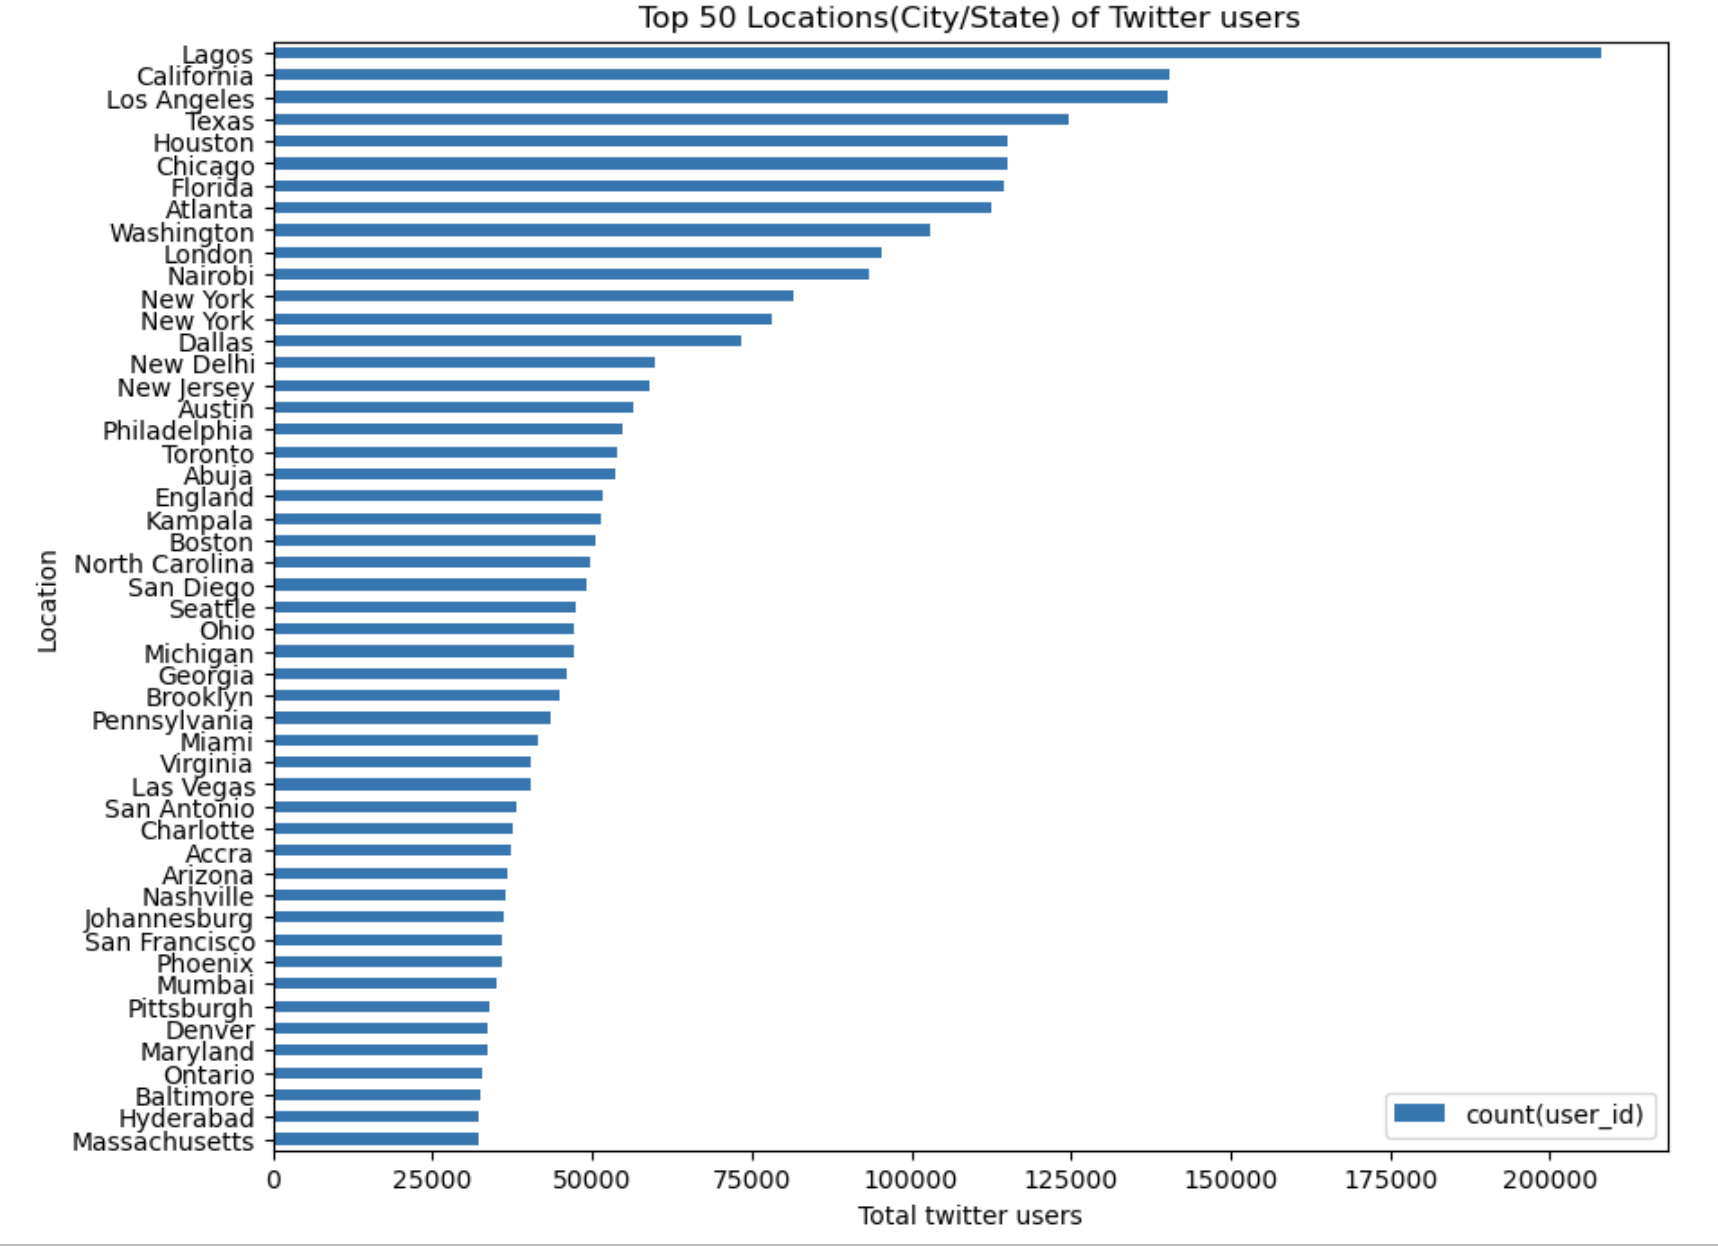 Top 50 Locations(City/State) of Twitter users
Lagos
California
Los Angeles
Texas
Houston
Chicago
Florida
Atlanta
Washington
London
Nairobi
New York
New York
Dallas
New Delhi
New Jersey
Austin
Philadelphia
Toronto
Abuja
England
Kampala
Boston
North Carolina
San Diego
Seattle
Ohio
Michigan
Georgia
Brooklyn
Pennsylvania
Miami
Virginia
Las Vegas
San Antonio
Charlotte
Accra
Arizona
Nashville
Johannesburg
San Francisco
Phoenix
Mumbai
Pittsburgh
Denver
Maryland
Ontario
Baltimore
Hyderabad
Massachusetts
Location
count(user_id)
0 25000 50000 75000 100000 125000 150000 175000 200000
Total twitter users